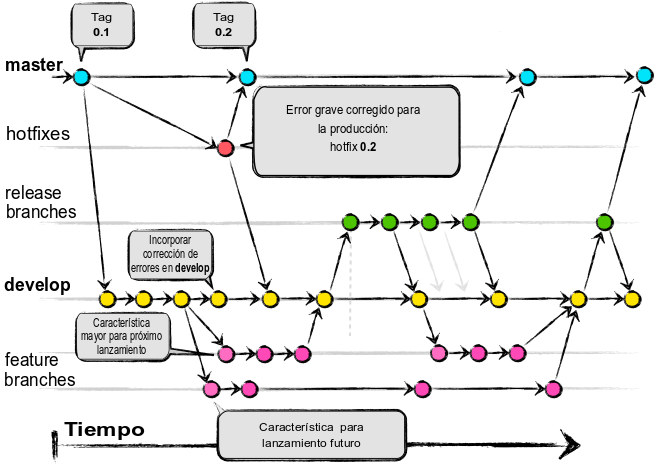 Tag
0.1
Tag
0.2
master
Error grave corregido para
la producción:
hotfix 0.2
hotfixes
release
branches
Incorporar
corrección de
errores en develop
develop
Característica
mayor para próximo
lanzamiento
feature
branches
Tiempo
Característica para
lanzamiento futuro